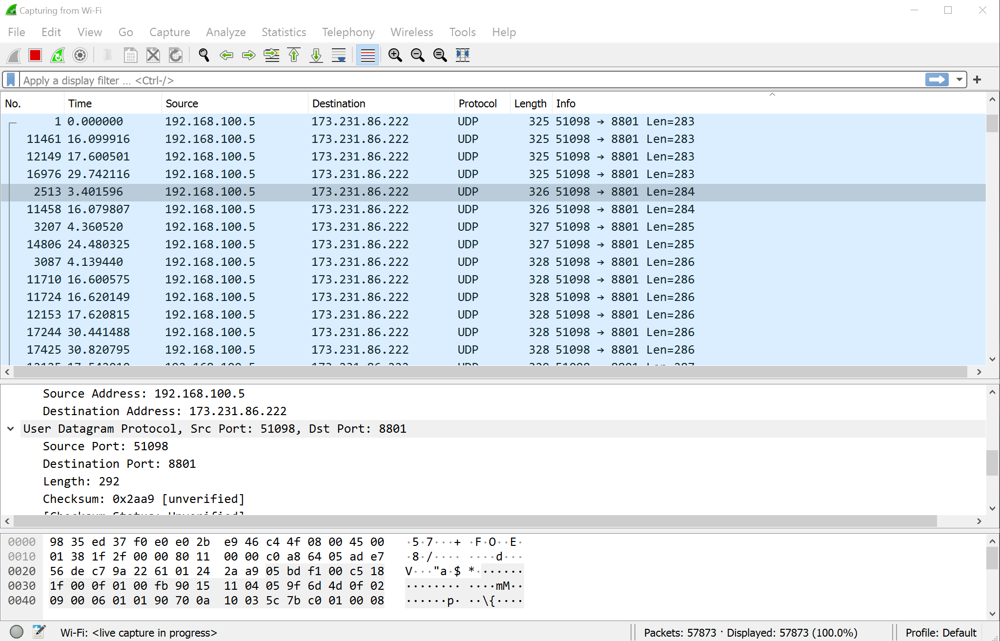 Capturing from Wi-Fi
File Edit View Go Capture Analyze Statistics Telephony Wireless Tools Help
Apply a display filter ... <Ctrl-/>
No. Time Source Destination Protocol Length Info
1 0.000000 192.168.100.5 173.231.86.222 UDP 325 51098 → 8801 Len=283
11461 16.099916 192.168.100.5 173.231.86.222 UDP 325 51098 → 8801 Len=283
12149 17.600501 192.168.100.5 173.231.86.222 UDP 325 51098 → 8801 Len=283
16976 29.742116 192.168.100.5 173.231.86.222 UDP 325 51098 → 8801 Len=283
2513 3.401596 192.168.100.5 173.231.86.222 UDP 326 51098 → 8801 Len=284
11458 16.079807 192.168.100.5 173.231.86.222 UDP 326 51098 → 8801 Len=284
3207 4.360520 192.168.100.5 173.231.86.222 UDP 327 51098 → 8801 Len=285
14806 24.480325 192.168.100.5 173.231.86.222 UDP 327 51098 → 8801 Len=285
3087 4.139440 192.168.100.5 173.231.86.222 UDP 328 51098 → 8801 Len=286
11710 16.600575 192.168.100.5 173.231.86.222 UDP 328 51098 → 8801 Len=286
11724 16.620149 192.168.100.5 173.231.86.222 UDP 328 51098 → 8801 Len=286
12153 17.620815 192.168.100.5 173.231.86.222 UDP 328 51098 → 8801 Len=286
17244 30.441488 192.168.100.5 173.231.86.222 UDP 328 51098 → 8801 Len=286
17425 30.820795 192.168.100.5 173.231.86.222 UDP 328 51098 → 8801 Len=286
Source Address: 192.168.100.5
Destination Address: 173.231.86.222
User Datagram Protocol, Src Port: 51098, Dst Port: 8801
Source Port: 51098
Destination Port: 8801
Length: 292
Checksum: 0x2aa9 [unverified]
[Checksum Status: Unverified]
0000 98 35 ed 37 f0 e0 e0 2b e9 46 c4 4f 08 00 45 00 ·5·7···+ ·F·O··E·
0010 01 38 1f 2f 00 00 80 11 00 00 c0 a8 64 05 ad e7 ·8·/···· ····d···
0020 56 de c7 9a 22 61 01 24 2a a9 05 bd f1 00 c5 18 V···"a·$ *·······
0030 1f 00 0f 01 00 fb 90 15 11 04 05 9f 6d 4d 0f 02 ········ ····mM··
0040 09 00 06 01 01 90 70 0a 10 03 5c 7b c0 01 00 08 ······p· ··\{····
Wi-Fi: <live capture in progress> Packets: 57873 · Displayed: 57873 (100.0%) Profile: Default